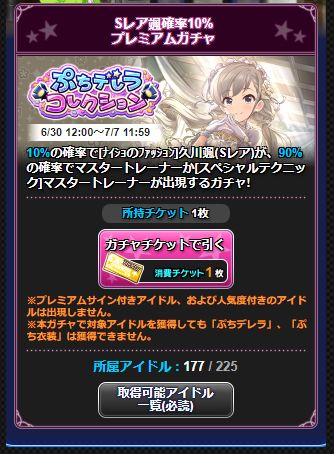 Sレア颯確率10%
プレミアムガチャ
ぷちデレラ
コレクション
6/30 12:00～7/7 11:59
10%の確率で[ﾅｲｼｮのﾌｧｯｼｮﾝ]久川颯(Sレア)が、90%
の確率でマスタートレーナーか[スペシャルテクニッ
ク]マスタートレーナーが出現するガチャ!
所持チケット 1枚
ガチャチケットで引く
消費チケット1枚
※プレミアムサイン付きアイドル、および人気度付きのアイド
ルは出現しません。
※本ガチャで対象アイドルを獲得しても「ぷちデレラ」、「ぷ
ち衣装」は獲得できません。
所属アイドル：177 / 225
取得可能アイドル
一覧(必読)